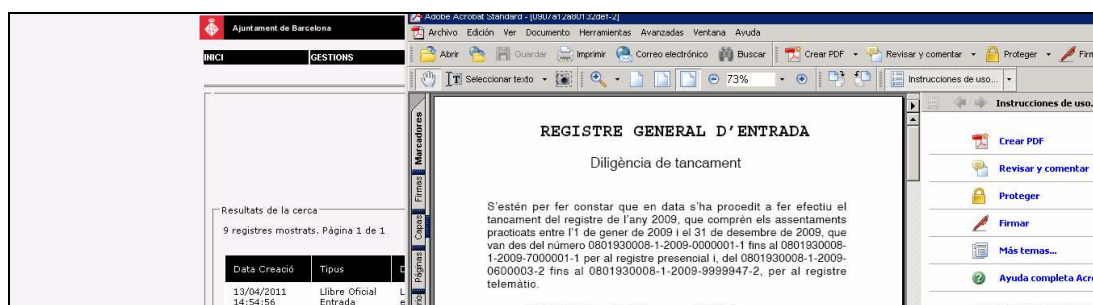 Adobe Acrobat Standard - [0907a12a80132def-2]
Ajuntament de Barcelona
Archivo Edición Ver Documento Herramientas Avanzadas Ventana Ayuda
INICI GESTIONS
Abrir Guardar Imprimir Correo electrónico Buscar Crear PDF Revisar y comentar Proteger Firm
Seleccionar texto 73% Instrucciones de uso...
Instrucciones de uso.
Marcadores
Firmas
Capas
Páginas
REGISTRE GENERAL D'ENTRADA
Diligència de tancament
S'estén per fer constar que en data s'ha procedit a fer efectiu el
tancament del registre de l'any 2009, que comprèn els assentaments
practicats entre l'1 de gener de 2009 i el 31 de desembre de 2009, que
van des del número 0801930008-1-2009-0000001-1 fins al 0801930008-
1-2009-7000001-1 per al registre presencial i, del 0801930008-1-2009-
0600003-2 fins al 0801930008-1-2009-9999947-2, per al registre
telemàtio.
Crear PDF
Revisar y comentar
Proteger
Firmar
Más temas...
Ayuda completa Acro
Resultats de la cerca
9 registres mostrats. Página 1 de 1
Data Creació Tipus D
13/04/2011 Llibre Oficial L
14:54:56 Entrada e